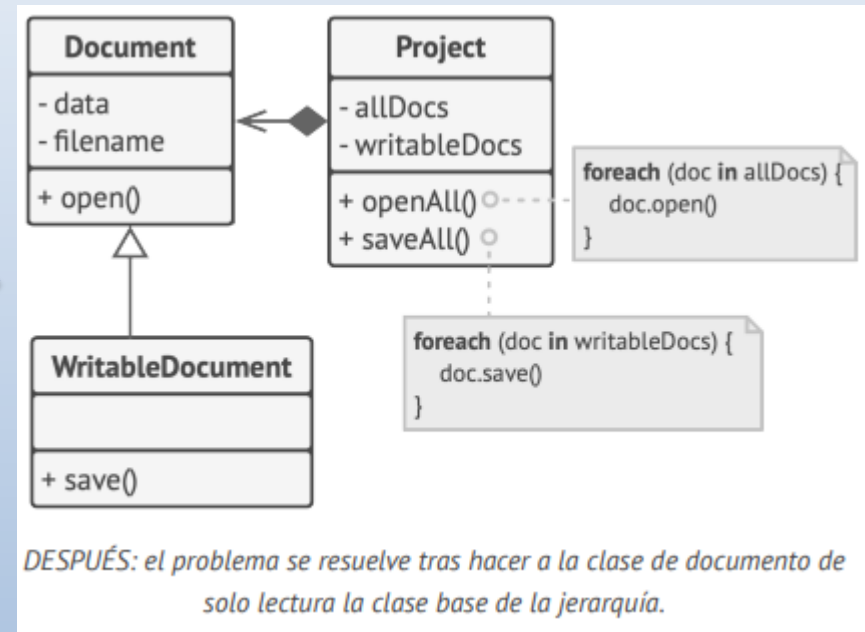 Document
- data
- filename
+ open()
Project
- allDocs
- writableDocs
+ openAll()
+ saveAll()
foreach (doc in allDocs) {
doc.open()
}
foreach (doc in writableDocs) {
doc.save()
}
WritableDocument
+ save()
DESPUÉS: el problema se resuelve tras hacer a la clase de documento de
solo lectura la clase base de la jerarquía.